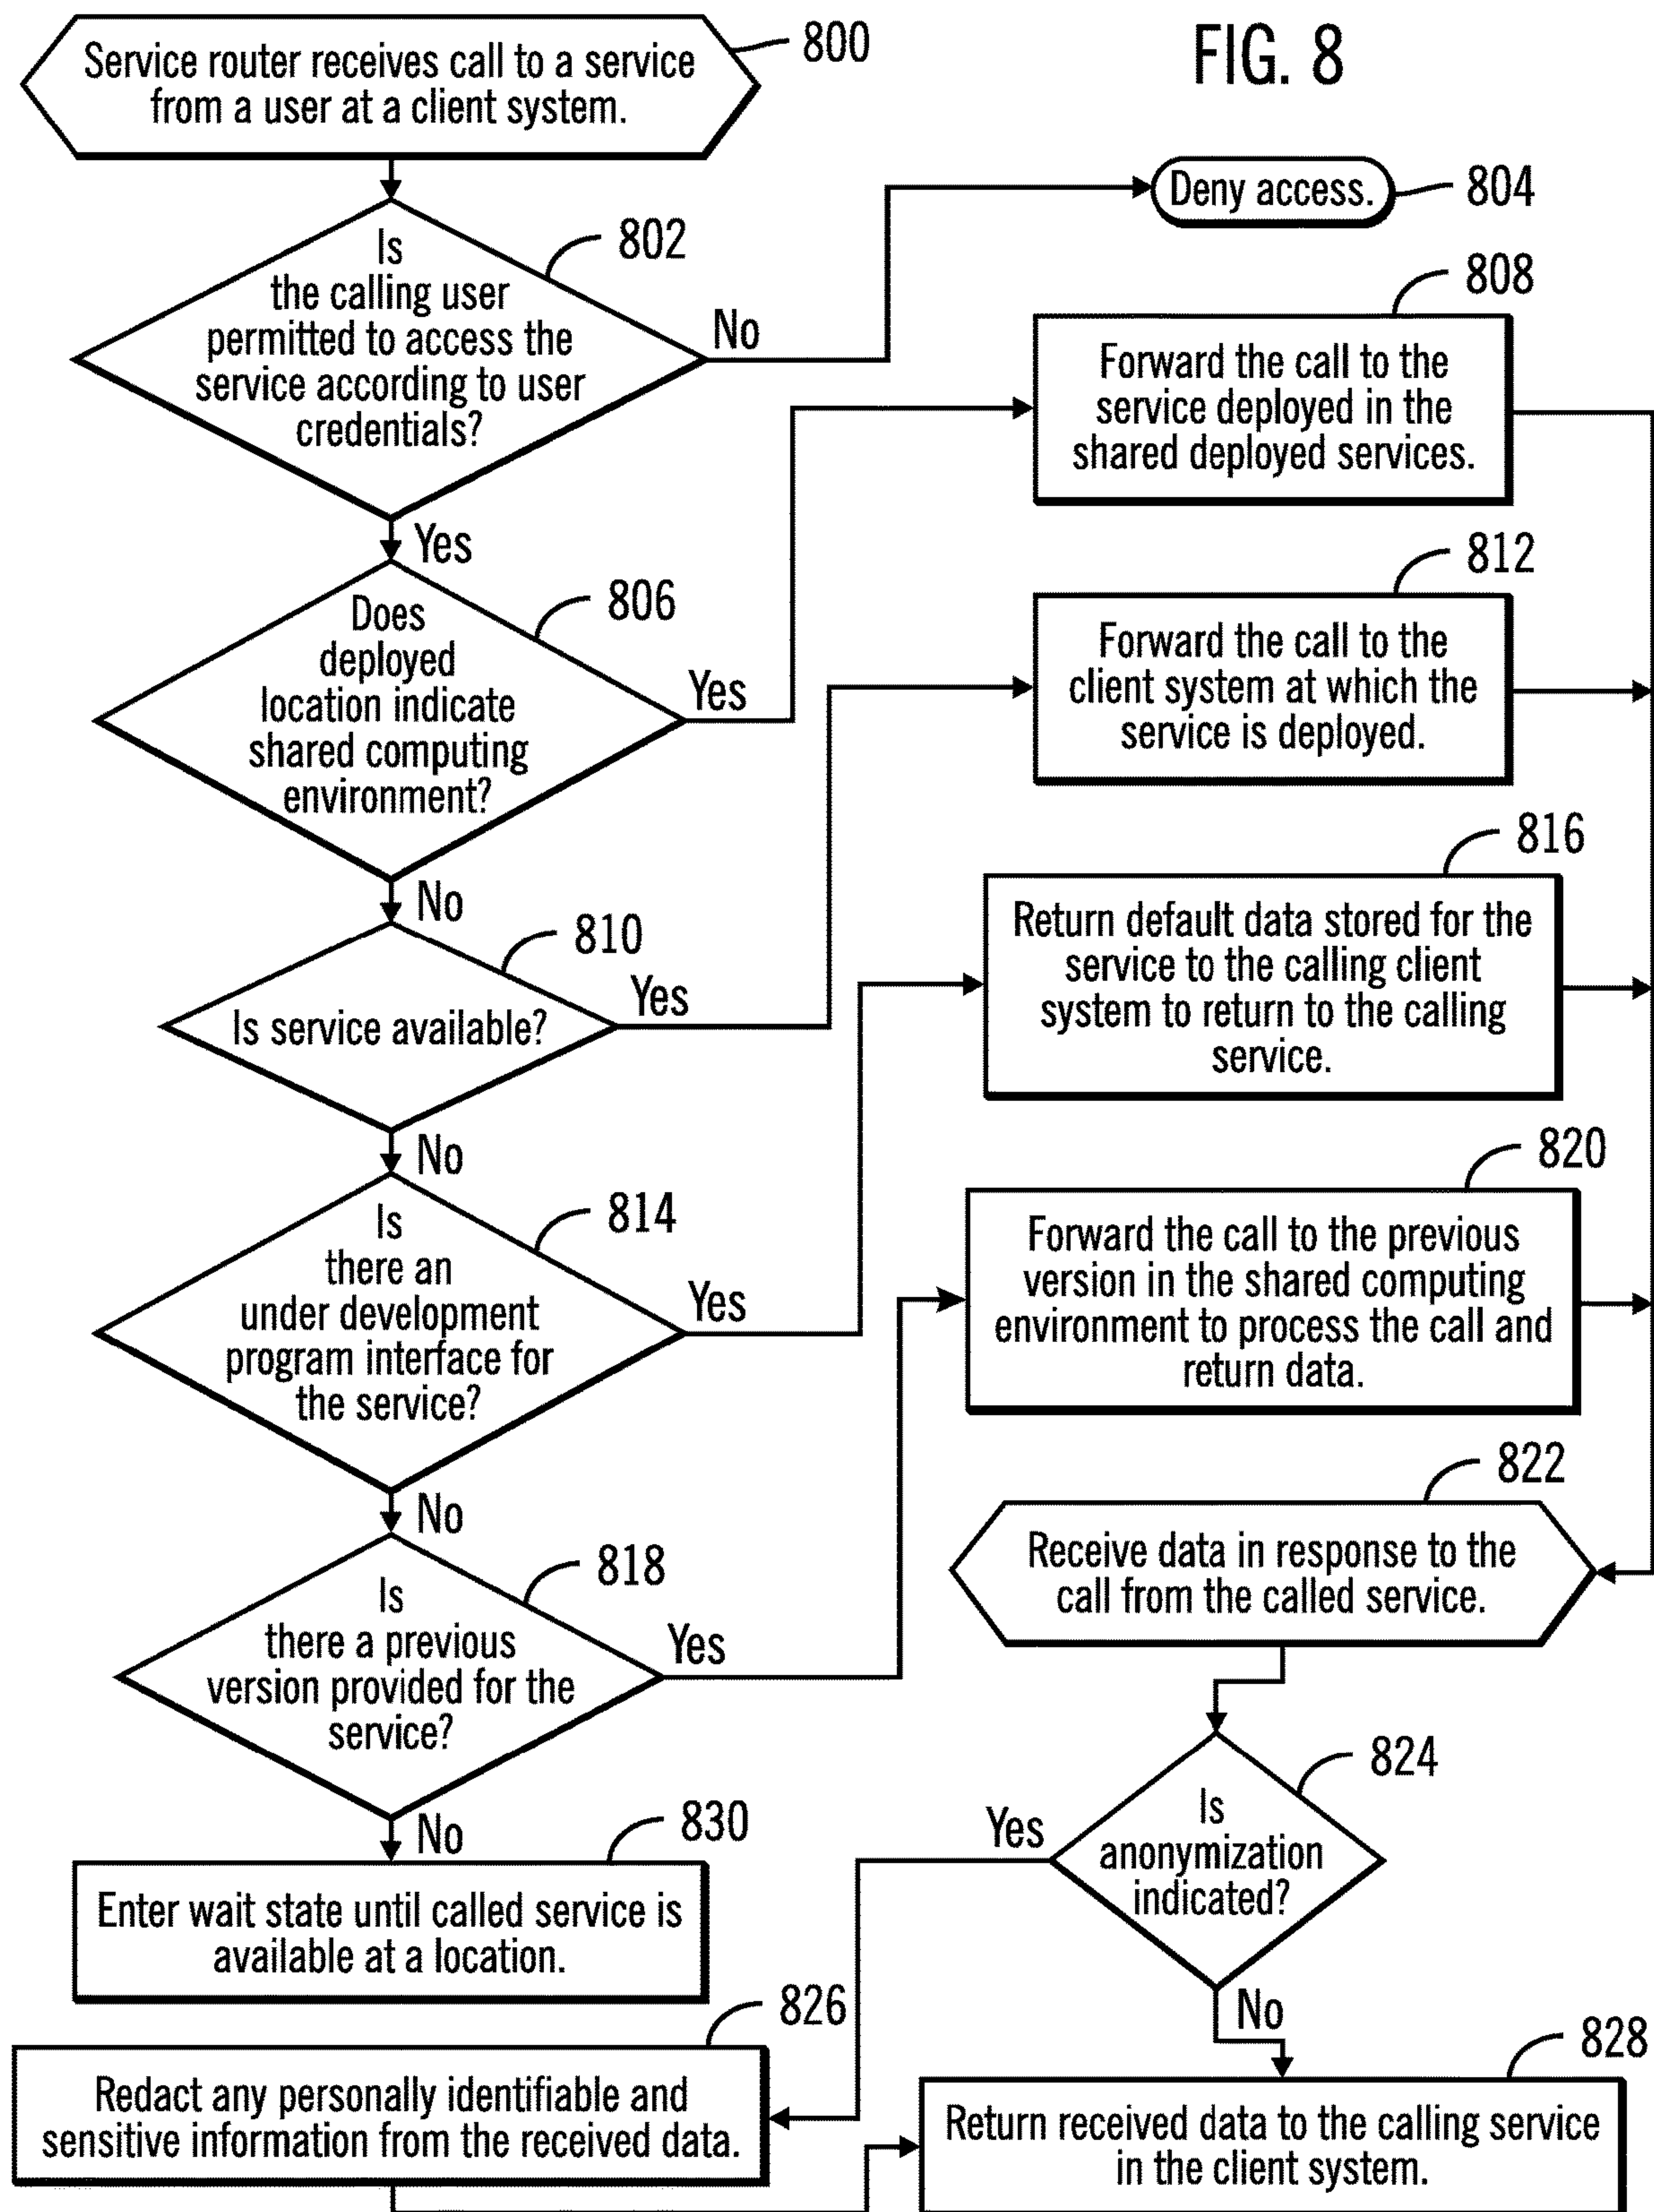 FIG. 8
Service router receives call to a service
from a user at a client system.
800
Is
the calling user
permitted to access the
service according to user
credentials?
802
No
Deny access.
804
Yes
Does
deployed
location indicate
shared computing
environment?
806
Yes
Forward the call to the
service deployed in the
shared deployed services.
808
No
Is service available?
810
Yes
Forward the call to the
client system at which the
service is deployed.
812
No
Is
there an
under development
program interface for
the service?
814
Yes
Return default data stored for the
service to the calling client
system to return to the calling
service.
816
No
Is
there a previous
version provided for the
service?
818
Yes
Forward the call to the previous
version in the shared computing
environment to process the call and
return data.
820
No
Enter wait state until called service is
available at a location.
830
Receive data in response to the
call from the called service.
822
Is
anonymization
indicated?
824
Yes
Redact any personally identifiable and
sensitive information from the received data.
826
No
Return received data to the calling service
in the client system.
828